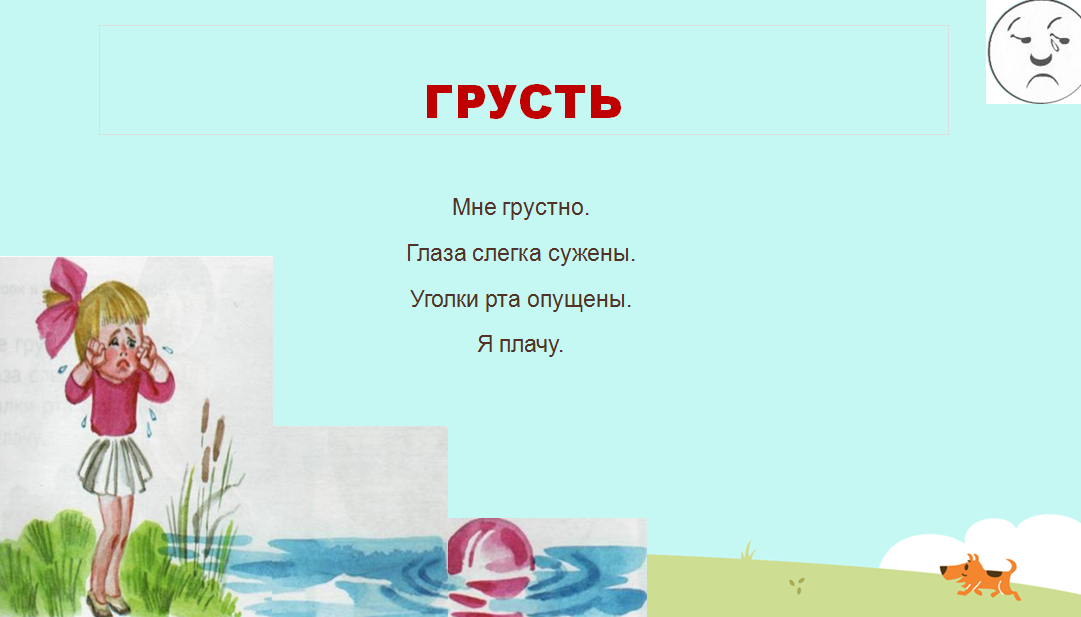 ГРУСТЬ
Мне грустно.
Глаза слегка сужены.
Уголки рта опущены.
Я плачу.